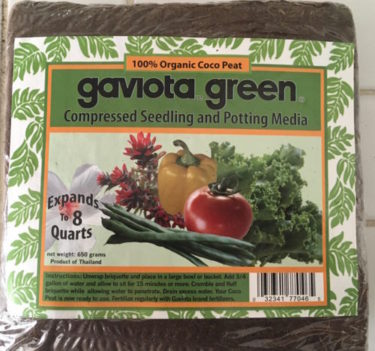 100% Organic Coco Peat
gaviota green®
Compressed Seedling and Potting Media
Expands
To 8
Quarts
net weight: 650 grams
Product of Thailand
Instructions: Unwrap briquette and place in a large bowl or bucket. Add 3/4
gallon of water and allow to sit for 15 minutes or more. Crumble and fluff
briquette while allowing water to penetrate. Drain excess water. Your Coco
Peat is now ready to use. Fertilize regularly with Gaviota brand fertilizers.
32341 77046